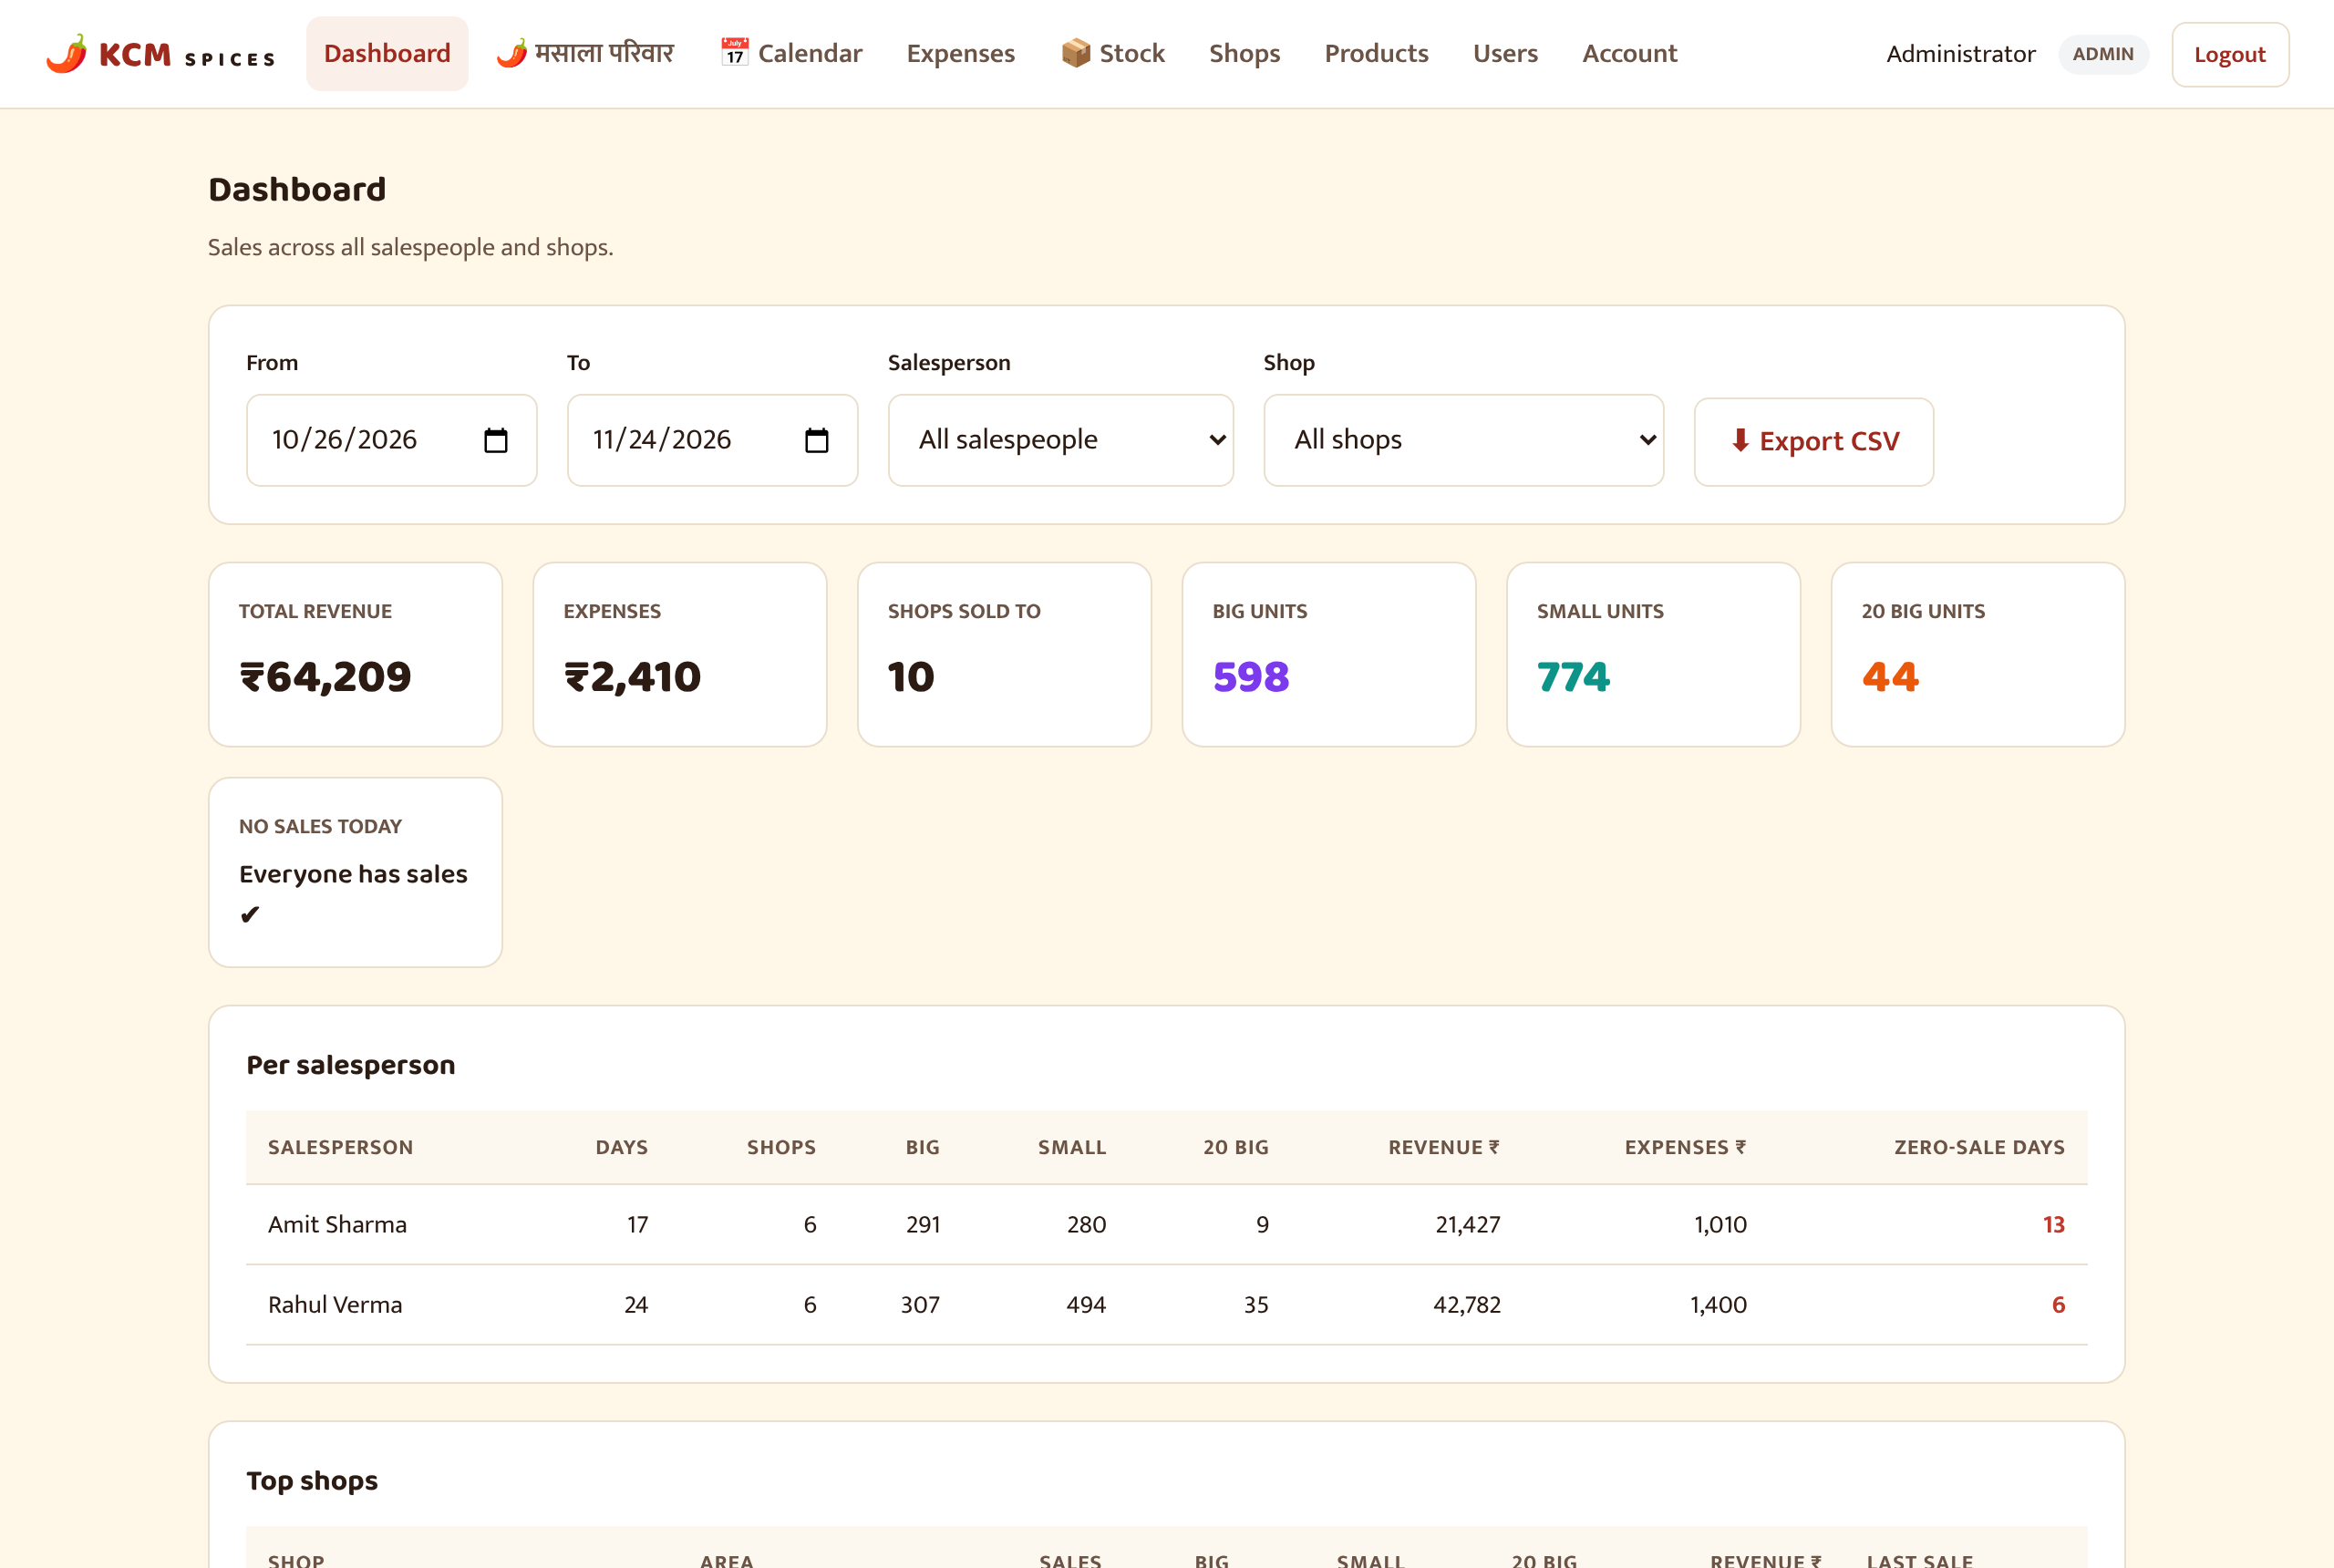 KCM SPICES Dashboard मसाला परिवार Calendar Expenses Stock Shops Products Users Account Administrator ADMIN Logout
Dashboard
Sales across all salespeople and shops.
From To Salesperson Shop
10/26/2026 11/24/2026 All salespeople All shops ⬇ Export CSV
TOTAL REVENUE EXPENSES SHOPS SOLD TO BIG UNITS SMALL UNITS 20 BIG UNITS
₹64,209 ₹2,410 10 598 774 44
NO SALES TODAY
Everyone has sales
✔
Per salesperson
SALESPERSON DAYS SHOPS BIG SMALL 20 BIG REVENUE ₹ EXPENSES ₹ ZERO-SALE DAYS
Amit Sharma 17 6 291 280 9 21,427 1,010 13
Rahul Verma 24 6 307 494 35 42,782 1,400 6
Top shops
SHOP AREA SALES BIG SMALL 20 BIG REVENUE ₹ LAST SALE